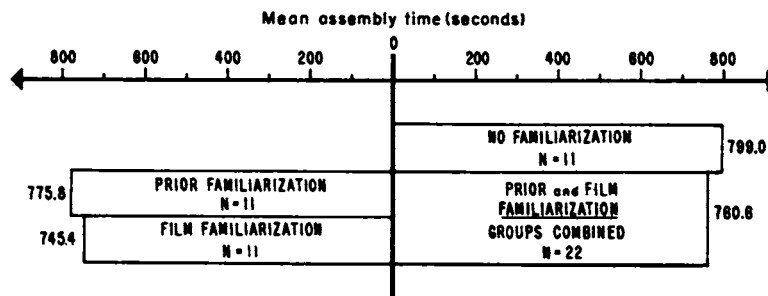 Mean assembly time (seconds)
800 600 400 200 0 200 400 600 800
NO FAMILIARIZATION
N = 11
799.0
775.8
PRIOR FAMILIARIZATION
N = 11
PRIOR and FILM
FAMILIARIZATION
GROUPS COMBINED
N = 22
760.6
745.4
FILM FAMILIARIZATION
N = 11